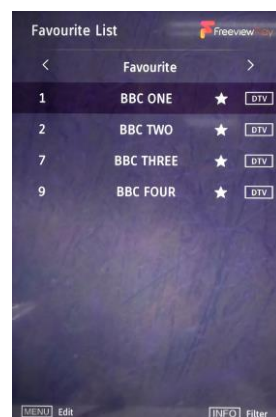 Favourite List Freeview Play
< Favourite >
1 BBC ONE ★ DTV
2 BBC TWO ★ DTV
7 BBC THREE ★ DTV
9 BBC FOUR ★ DTV
MENU Edit INFO Filter